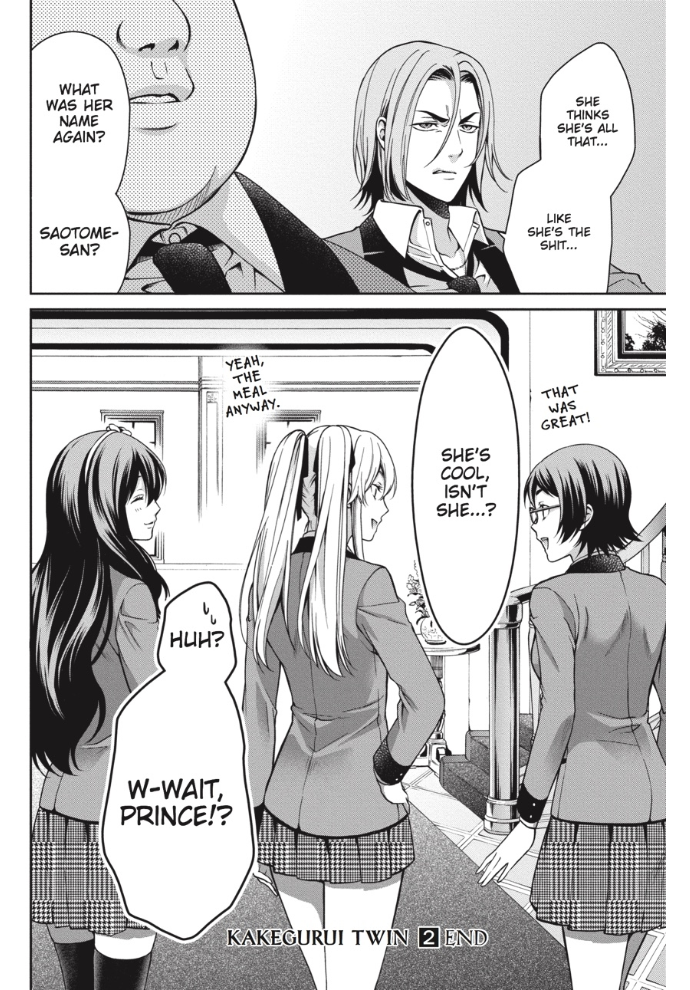 SHE
THINKS
SHE'S ALL
THAT...
LIKE
SHE'S THE
SHIT...
WHAT
WAS HER
NAME
AGAIN?
SAOTOME-
SAN?
THAT
WAS
GREAT!
YEAH,
THE
MEAL
ANYWAY.
SHE'S
COOL,
ISN'T
SHE...?
HUH?
W-WAIT,
PRINCE!?
KAKEGURUI TWIN 2 END